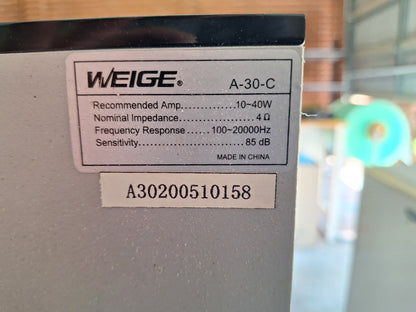 WEIGE® A-30-C
Recommended Amp..................10~40W
Nominal Impedance......................4Ω
Frequency Response......100~20000Hz
Sensitivity.................................85 dB
MADE IN CHINA
A30200510158